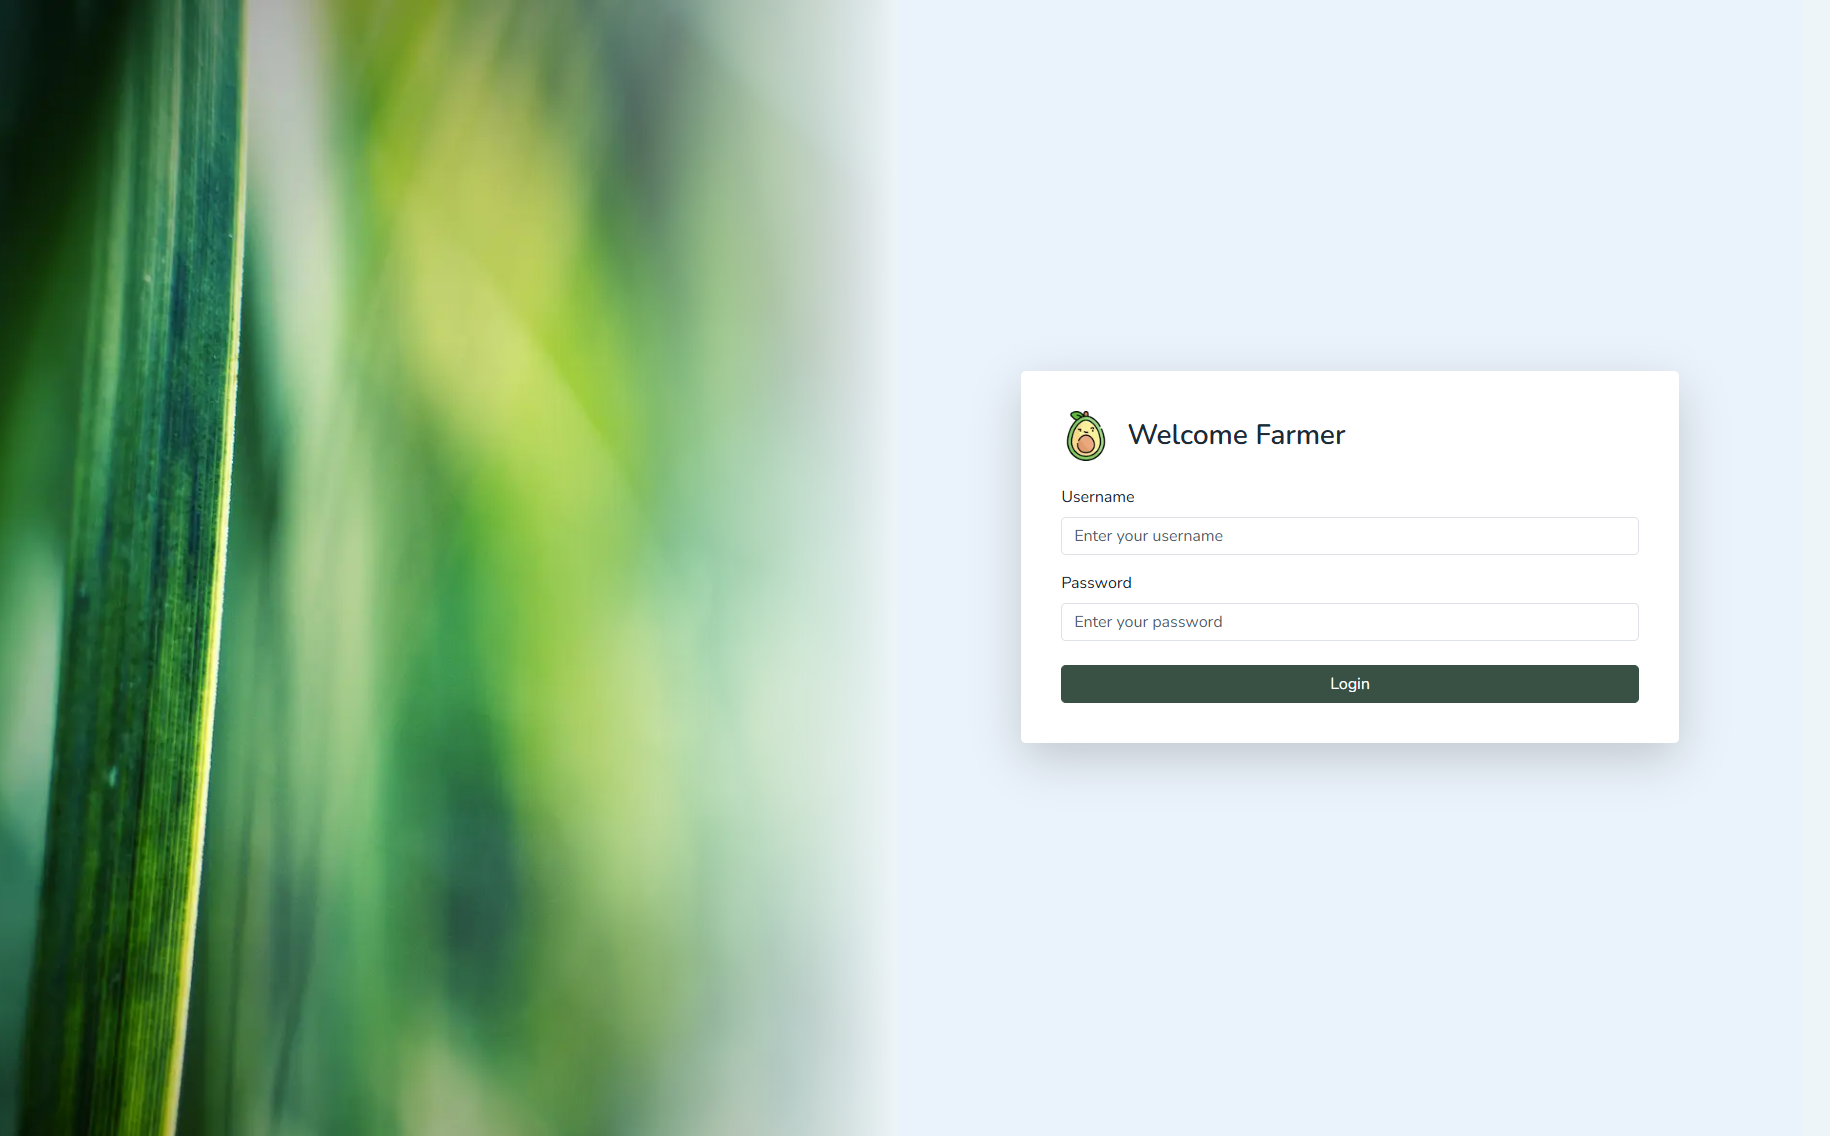 Welcome Farmer
Username
Enter your username
Password
Enter your password
Login